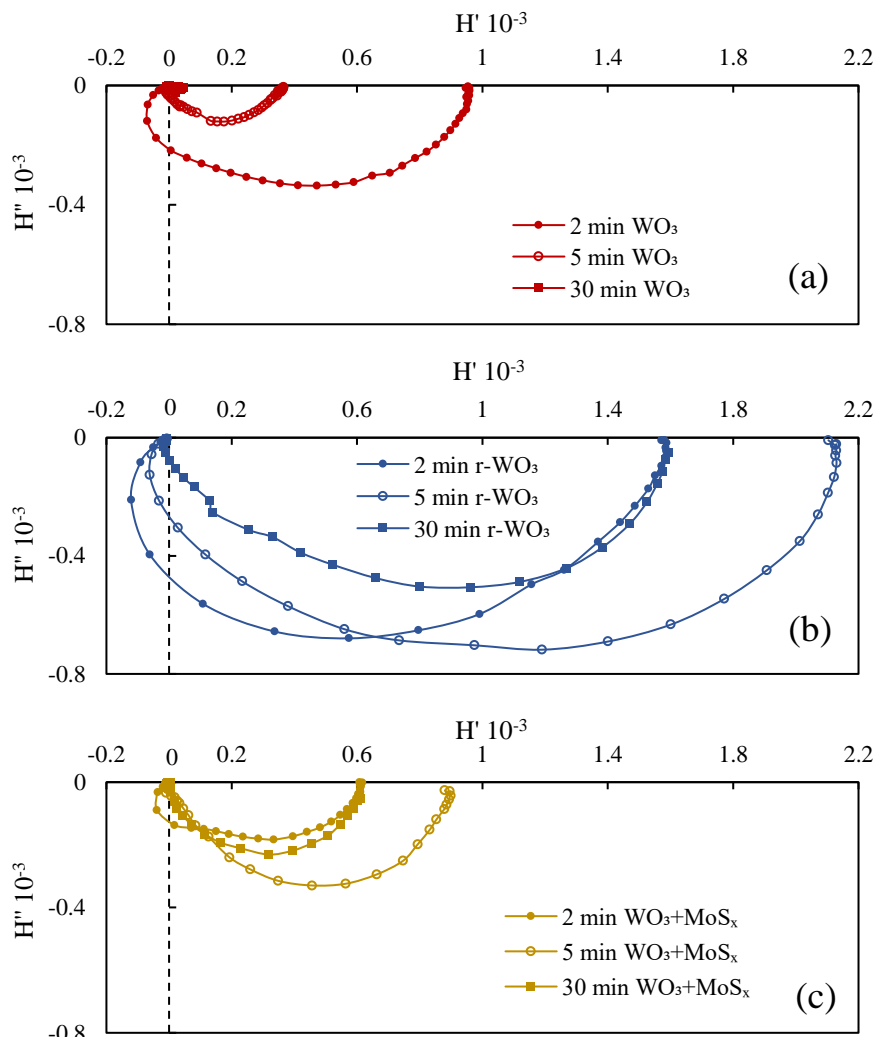 H' 10⁻³
-0.2 0 0.2 0.6 1 1.4 1.8 2.2
H'' 10⁻³
0
-0.4
-0.8
2 min WO₃
5 min WO₃
30 min WO₃
(a)
H' 10⁻³
-0.2 0 0.2 0.6 1 1.4 1.8 2.2
H'' 10⁻³
0
-0.4
-0.8
2 min r-WO₃
5 min r-WO₃
30 min r-WO₃
(b)
H' 10⁻³
-0.2 0 0.2 0.6 1 1.4 1.8 2.2
H'' 10⁻³
0
-0.4
-0.8
2 min WO₃+MoSₓ
5 min WO₃+MoSₓ
30 min WO₃+MoSₓ
(c)